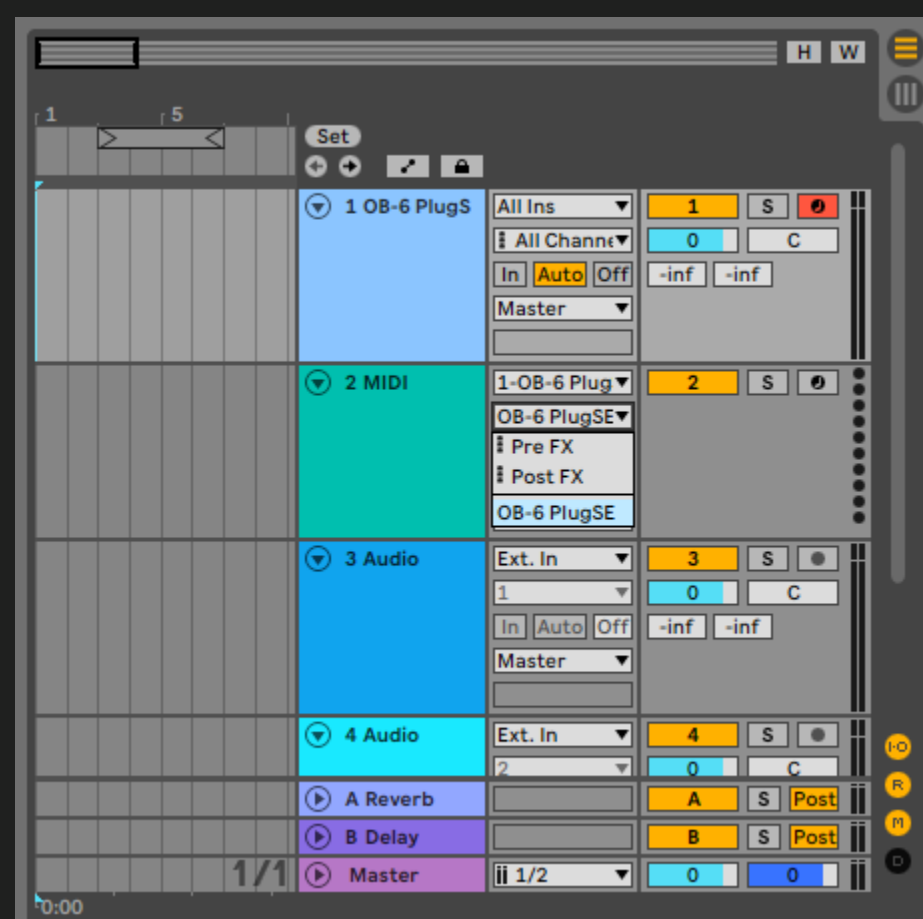 H W
1 5
Set
1 OB-6 PlugS All Ins 1 S
All Channe 0 C
In Auto Off -inf -inf
Master
2 MIDI 1-OB-6 Plug 2 S
OB-6 PlugSE
Pre FX
Post FX
OB-6 PlugSE
3 Audio Ext. In 3 S
1 0 C
In Auto Off -inf -inf
Master
4 Audio Ext. In 4 S
2 0 C
I-O
A Reverb A S Post
R
M
B Delay B S Post
1/1 Master 1/2 0 0
D
0:00